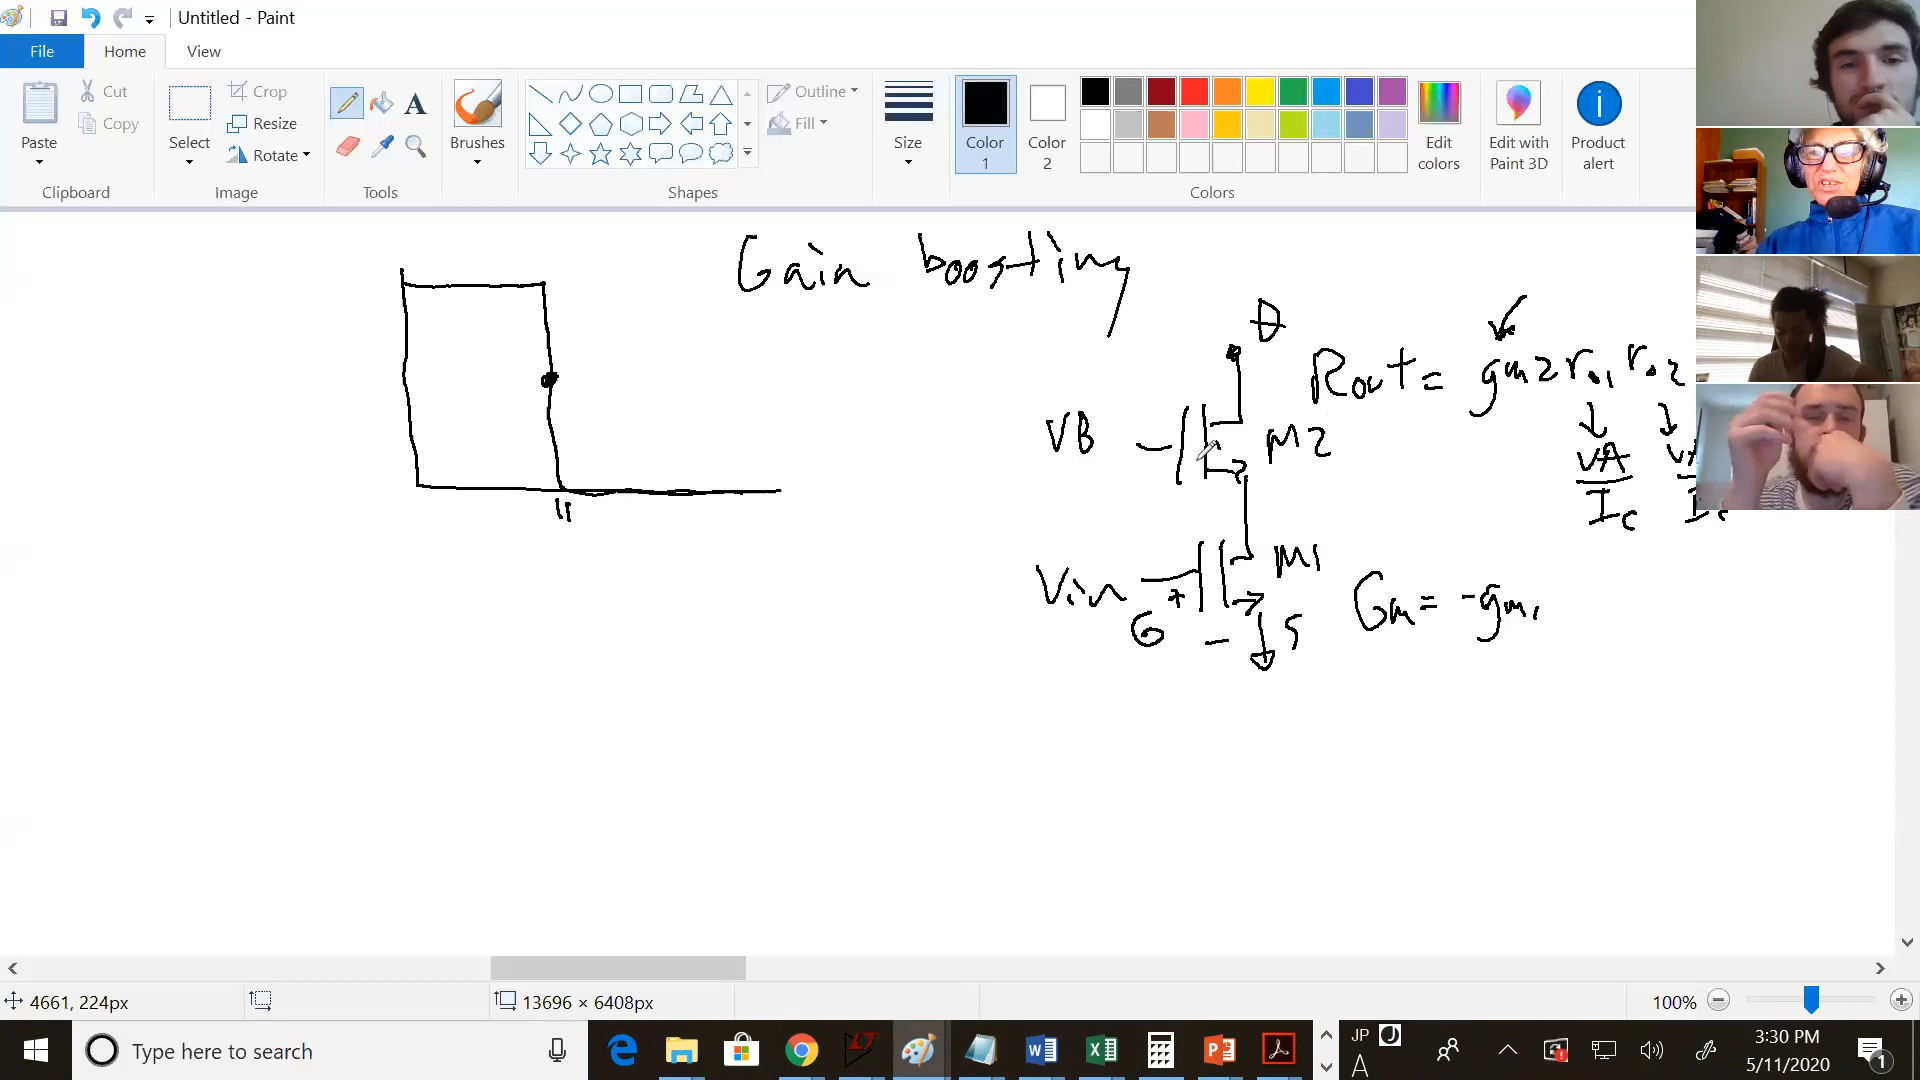 Untitled - Paint
File Home View
Paste
Cut
Copy
Clipboard
Select
Crop
Resize
Rotate
Image
A
Tools
Brushes
Shapes
Outline
Fill
Size
Color 1
Color 2
Colors
Edit colors
Edit with Paint 3D
Product alert
Gain boosting
D
Rout = gm2 ro1 ro2
VB
M2
VA
IC
Vin
+
G
-
S
M1
Gm = -gm1
4661, 224px
13696 × 6408px
100%
Type here to search
JP
A
3:30 PM
5/11/2020
1